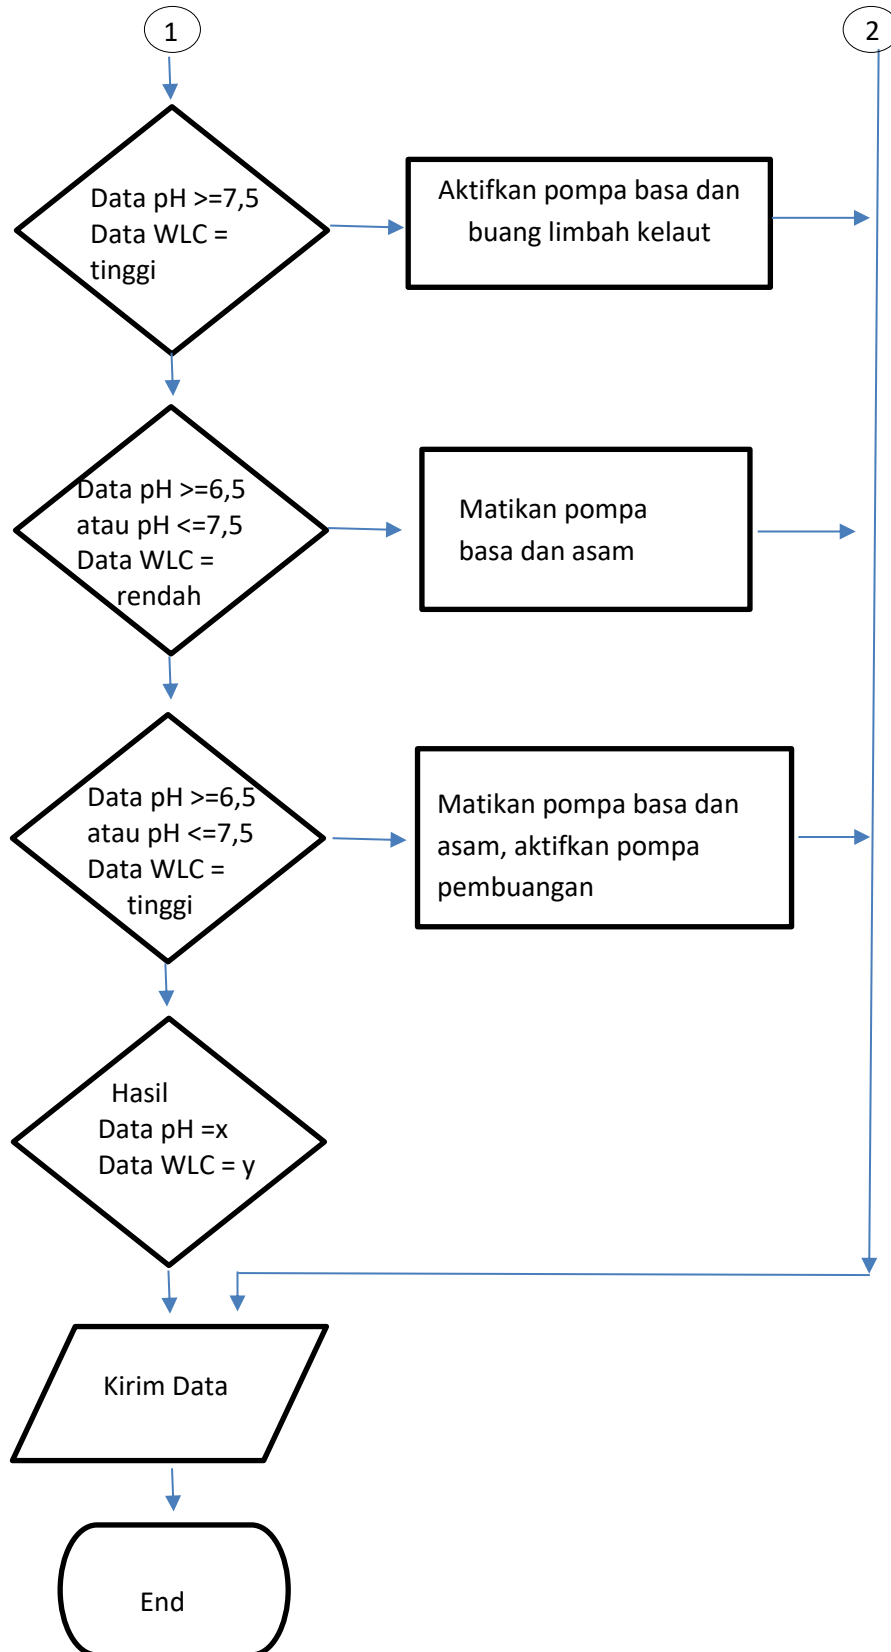 1
2
Data pH >=7,5
Data WLC =
tinggi
Aktifkan pompa basa dan
buang limbah kelaut
Data pH >=6,5
atau pH <=7,5
Data WLC =
rendah
Matikan pompa
basa dan asam
Data pH >=6,5
atau pH <=7,5
Data WLC =
tinggi
Matikan pompa basa dan
asam, aktifkan pompa
pembuangan
Hasil
Data pH =x
Data WLC = y
Kirim Data
End